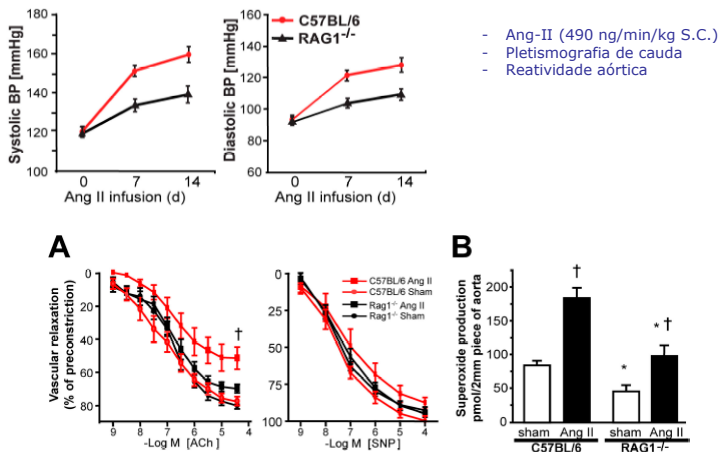 Systolic BP [mmHg]
180
160
140
120
100
0 7 14
Ang II infusion (d)
Diastolic BP [mmHg]
160
140
120
100
80
60
0 7 14
Ang II infusion (d)
C57BL/6
RAG1-/-
- Ang-II (490 ng/min/kg S.C.)
- Pletismografia de cauda
- Reatividade aórtica
A
Vascular relaxation
(% of preconstriction)
0
20
40
60
80
†
9 8 7 6 5 4
-Log M [ACh]
0
25
50
75
100
C57BL/6 Ang II
C57BL/6 Sham
Rag1-/- Ang II
Rag1-/- Sham
9 8 7 6 5 4
-Log M [SNP]
B
Superoxide production
pmol/2mm piece of aorta
200
150
100
50
0
†
*
* †
sham Ang II sham Ang II
C57BL/6 RAG1-/-